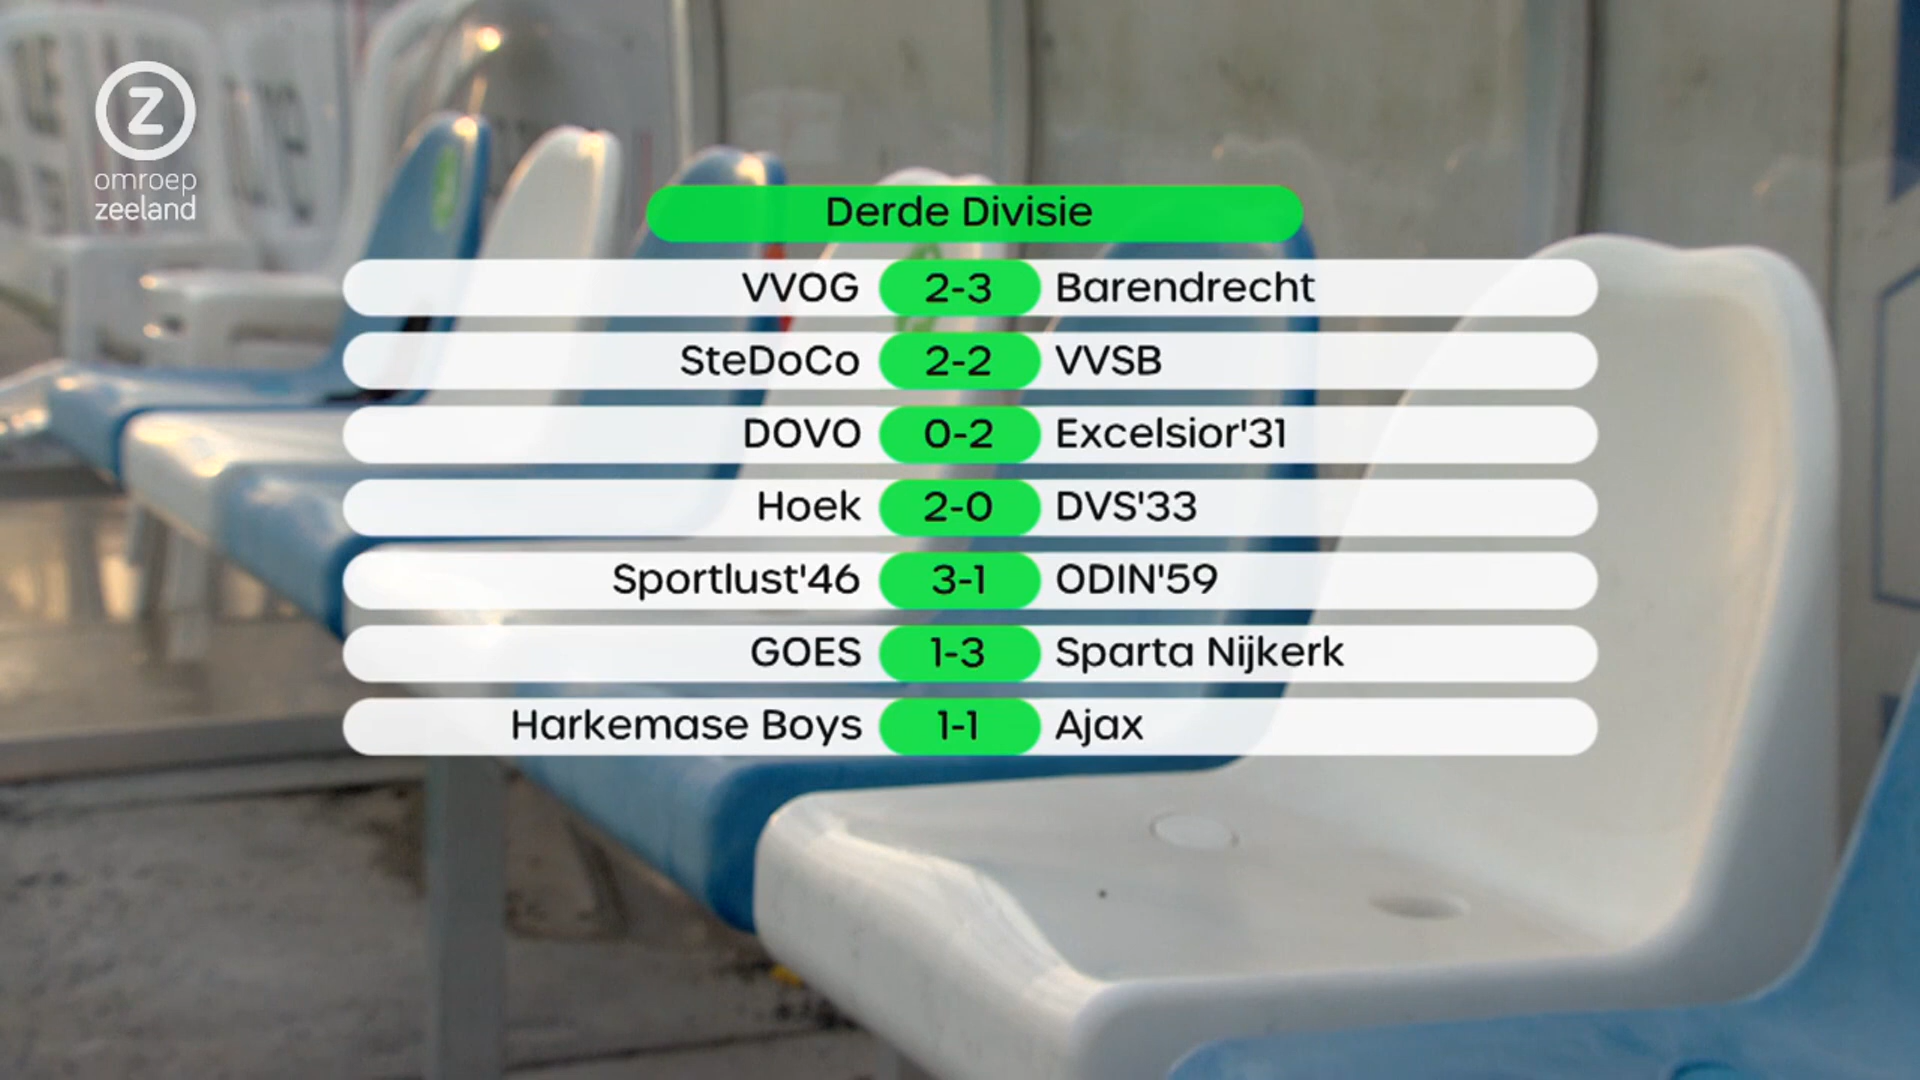 Z
omroep
zeeland
Derde Divisie
VVOG 2-3 Barendrecht
SteDoCo 2-2 VVSB
DOVO 0-2 Excelsior'31
Hoek 2-0 DVS'33
Sportlust'46 3-1 ODIN'59
GOES 1-3 Sparta Nijkerk
Harkemase Boys 1-1 Ajax